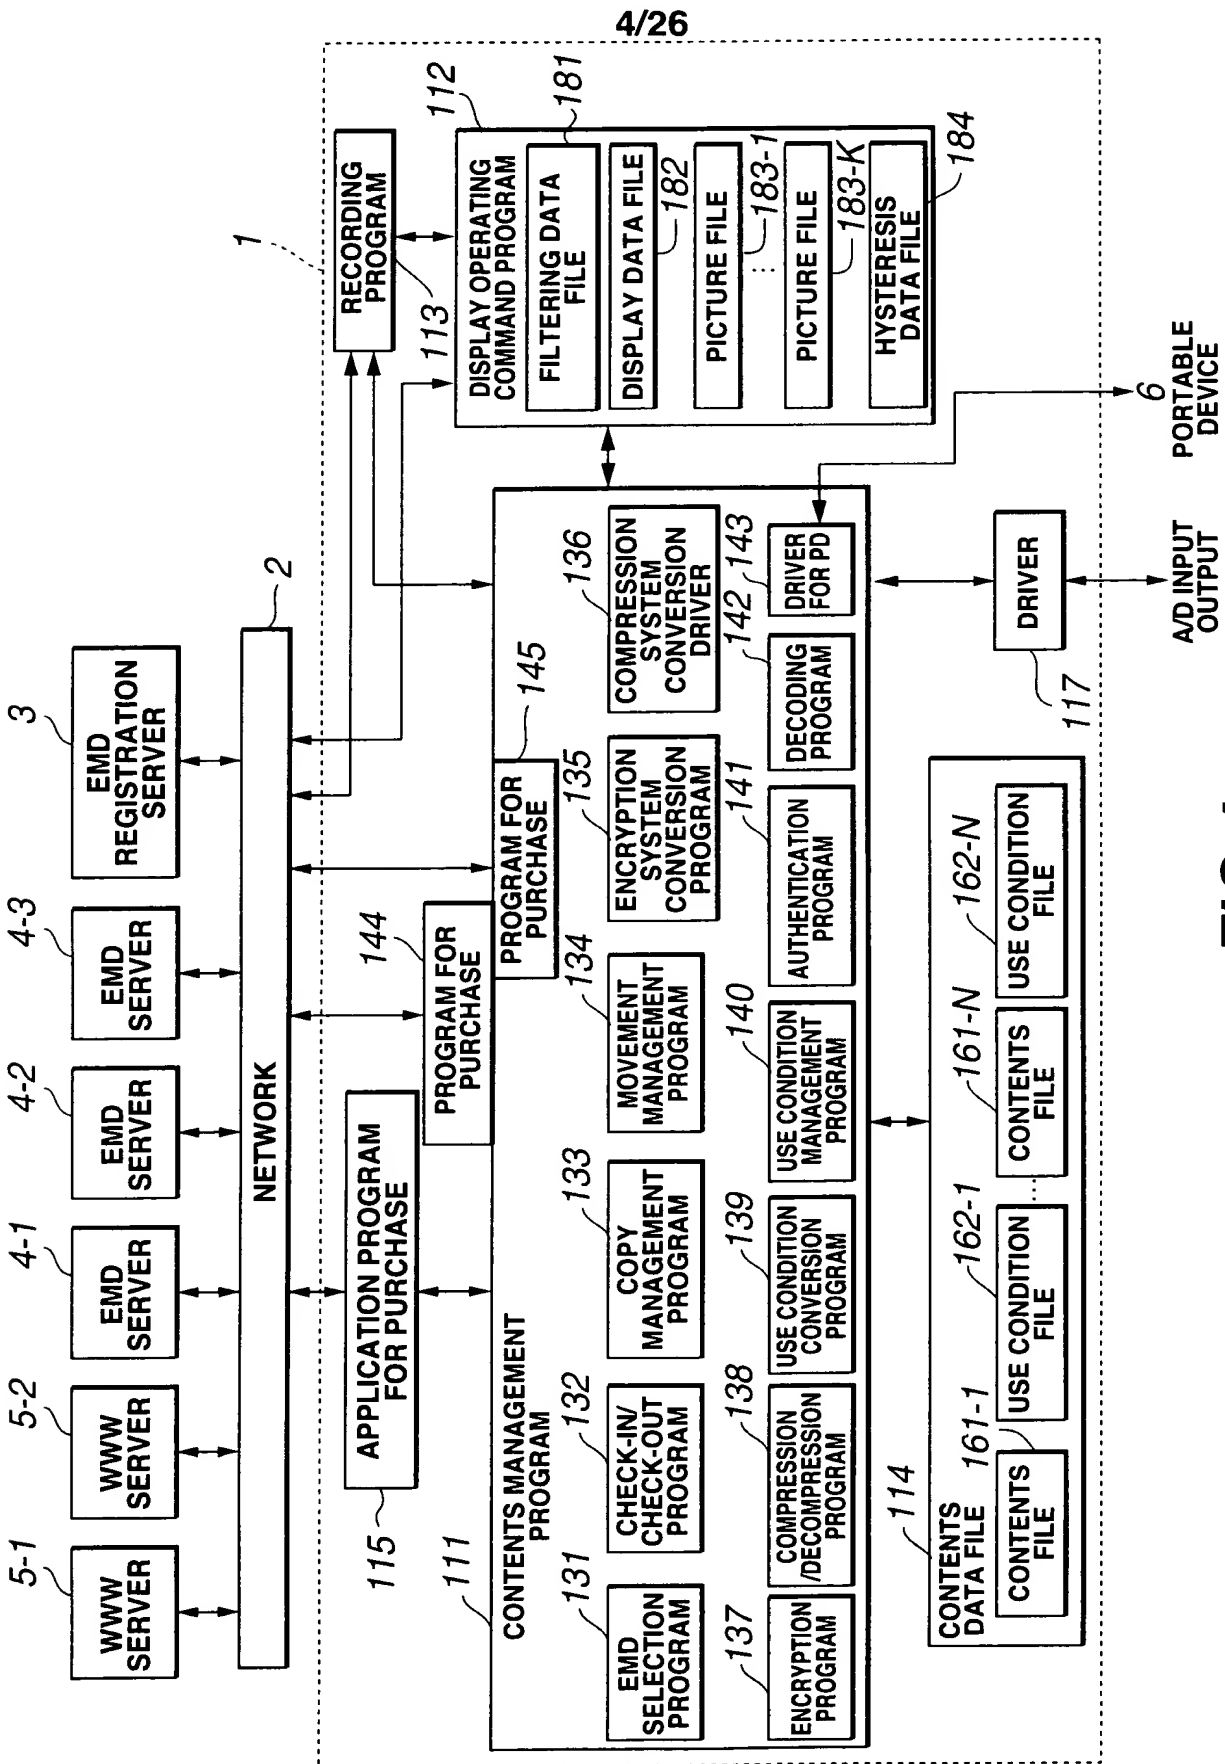 4/26
5-1
WWW
SERVER
5-2
WWW
SERVER
4-1
EMD
SERVER
4-2
EMD
SERVER
4-3
EMD
SERVER
3
EMD
REGISTRATION
SERVER
NETWORK
2
1
115
APPLICATION PROGRAM
FOR PURCHASE
144
PROGRAM FOR
PURCHASE
145
PROGRAM FOR
PURCHASE
RECORDING
PROGRAM
113
111
CONTENTS MANAGEMENT
PROGRAM
131
EMD
SELECTION
PROGRAM
132
CHECK-IN/
CHECK-OUT
PROGRAM
133
COPY
MANAGEMENT
PROGRAM
134
MOVEMENT
MANAGEMENT
PROGRAM
135
ENCRYPTION
SYSTEM
CONVERSION
PROGRAM
136
COMPRESSION
SYSTEM
CONVERSION
DRIVER
137
ENCRYPTION
PROGRAM
138
COMPRESSION
/DECOMPRESSION
PROGRAM
139
USE CONDITION
CONVERSION
PROGRAM
140
USE CONDITION
MANAGEMENT
PROGRAM
141
AUTHENTICATION
PROGRAM
142
DECODING
PROGRAM
143
DRIVER
FOR PD
112
DISPLAY OPERATING
COMMAND PROGRAM
181
FILTERING DATA
FILE
DISPLAY DATA FILE
182
PICTURE FILE
183-1
PICTURE FILE
183-K
HYSTERESIS
DATA FILE
184
114
CONTENTS
DATA FILE
161-1
CONTENTS
FILE
162-1
USE CONDITION
FILE
161-N
CONTENTS
FILE
162-N
USE CONDITION
FILE
DRIVER
117
A/D INPUT
OUTPUT
6
PORTABLE
DEVICE